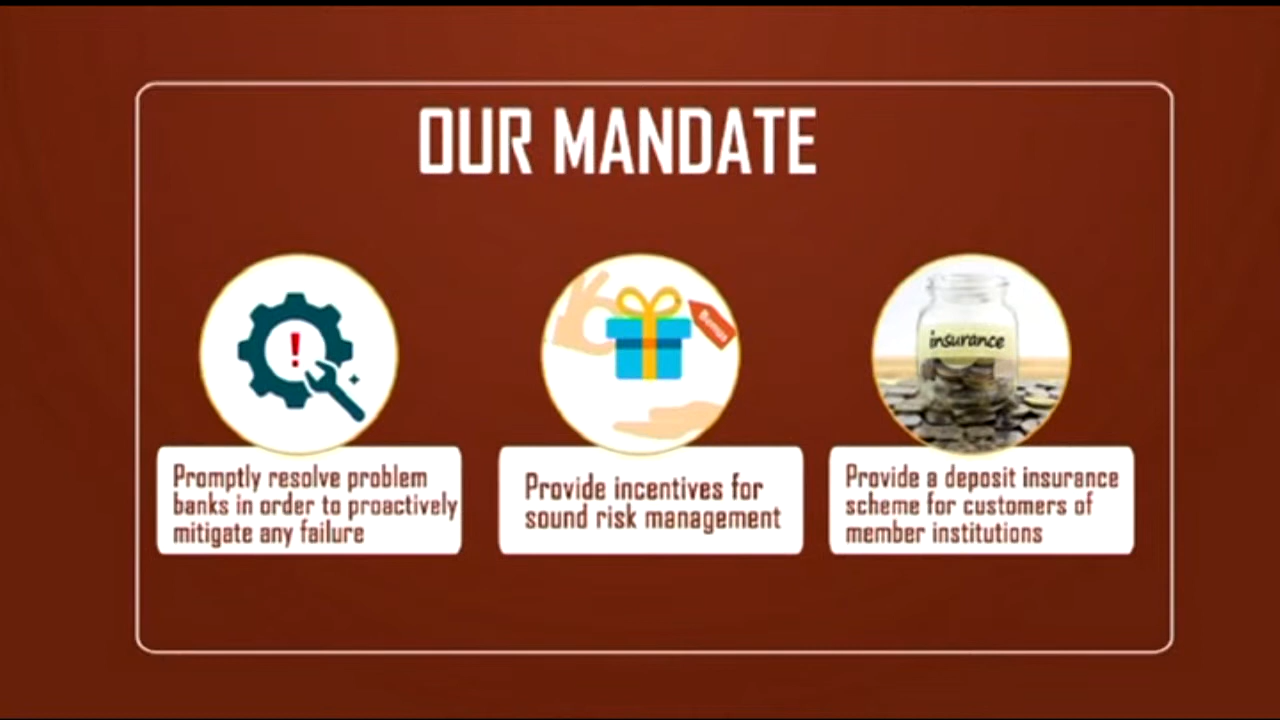 OUR MANDATE
Bonus
insurance
Promptly resolve problem
banks in order to proactively
mitigate any failure
Provide incentives for
sound risk management
Provide a deposit insurance
scheme for customers of
member institutions